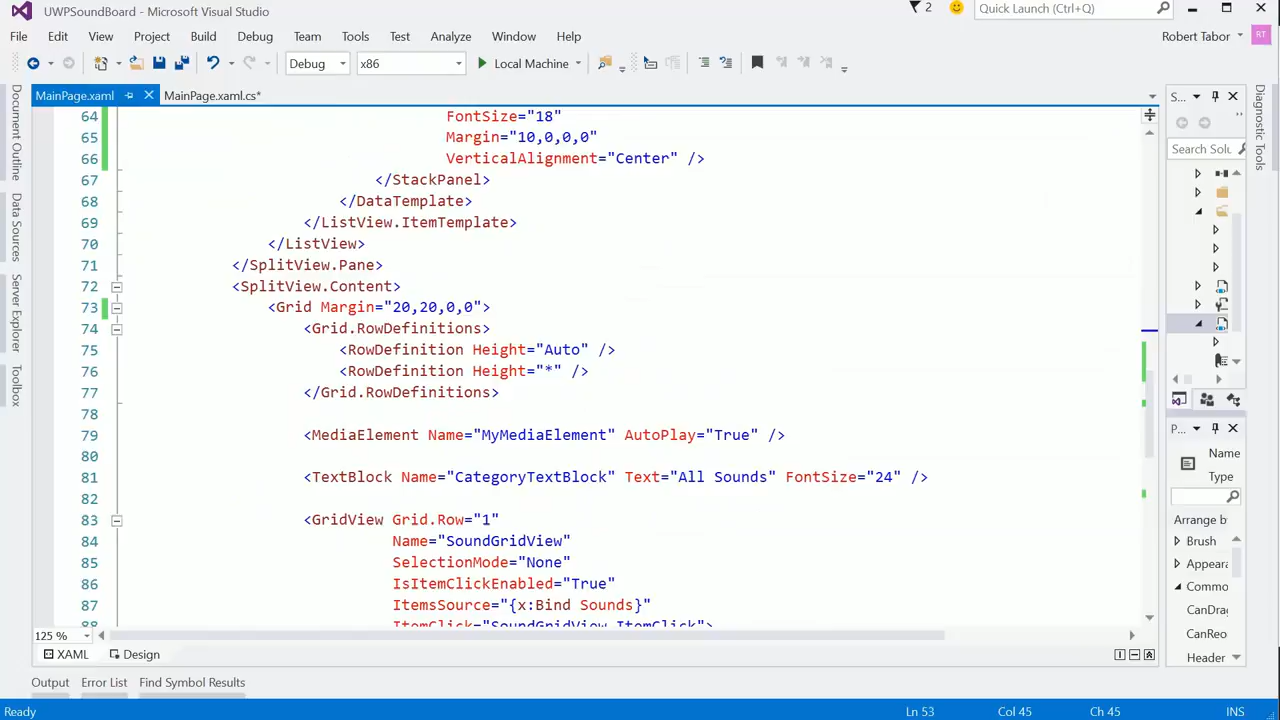 UWPSoundBoard - Microsoft Visual Studio
2
Quick Launch (Ctrl+Q)
File Edit View Project Build Debug Team Tools Test Analyze Window Help
Robert Tabor RT
Debug x86 Local Machine
MainPage.xaml MainPage.xaml.cs*
S...
Document Outline
Data Sources
Server Explorer
Toolbox
64 FontSize="18"
65 Margin="10,0,0,0"
66 VerticalAlignment="Center" />
67 </StackPanel>
68 </DataTemplate>
69 </ListView.ItemTemplate>
70 </ListView>
71 </SplitView.Pane>
72 <SplitView.Content>
73 <Grid Margin="20,20,0,0">
74 <Grid.RowDefinitions>
75 <RowDefinition Height="Auto" />
76 <RowDefinition Height="*" />
77 </Grid.RowDefinitions>
78
79 <MediaElement Name="MyMediaElement" AutoPlay="True" />
80
81 <TextBlock Name="CategoryTextBlock" Text="All Sounds" FontSize="24" />
82
83 <GridView Grid.Row="1"
84 Name="SoundGridView"
85 SelectionMode="None"
86 IsItemClickEnabled="True"
87 ItemsSource="{x:Bind Sounds}"
88 ItemClick="SoundGridView_ItemClick">
125 %
XAML Design
Search Solu
Diagnostic Tools
P...
Name
Type
Arrange by
Brush
Appeara
Commo
CanDrag
CanReo
Header
Output Error List Find Symbol Results
Ready Ln 53 Col 45 Ch 45 INS